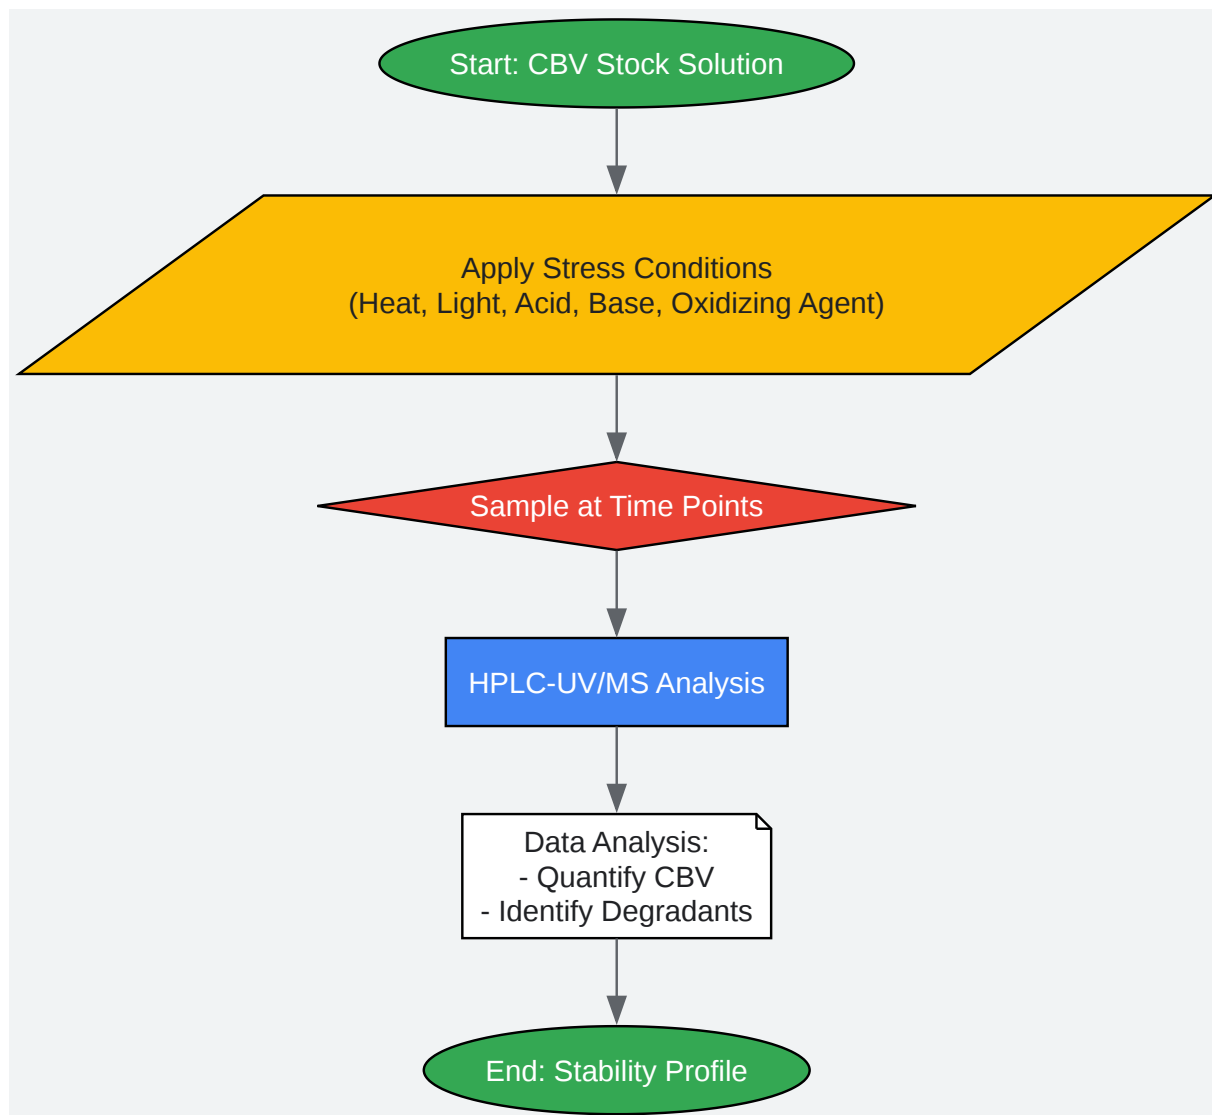 Start: CBV Stock Solution
Apply Stress Conditions
(Heat, Light, Acid, Base, Oxidizing Agent)
Sample at Time Points
HPLC-UV/MS Analysis
Data Analysis:
- Quantify CBV
- Identify Degradants
End: Stability Profile